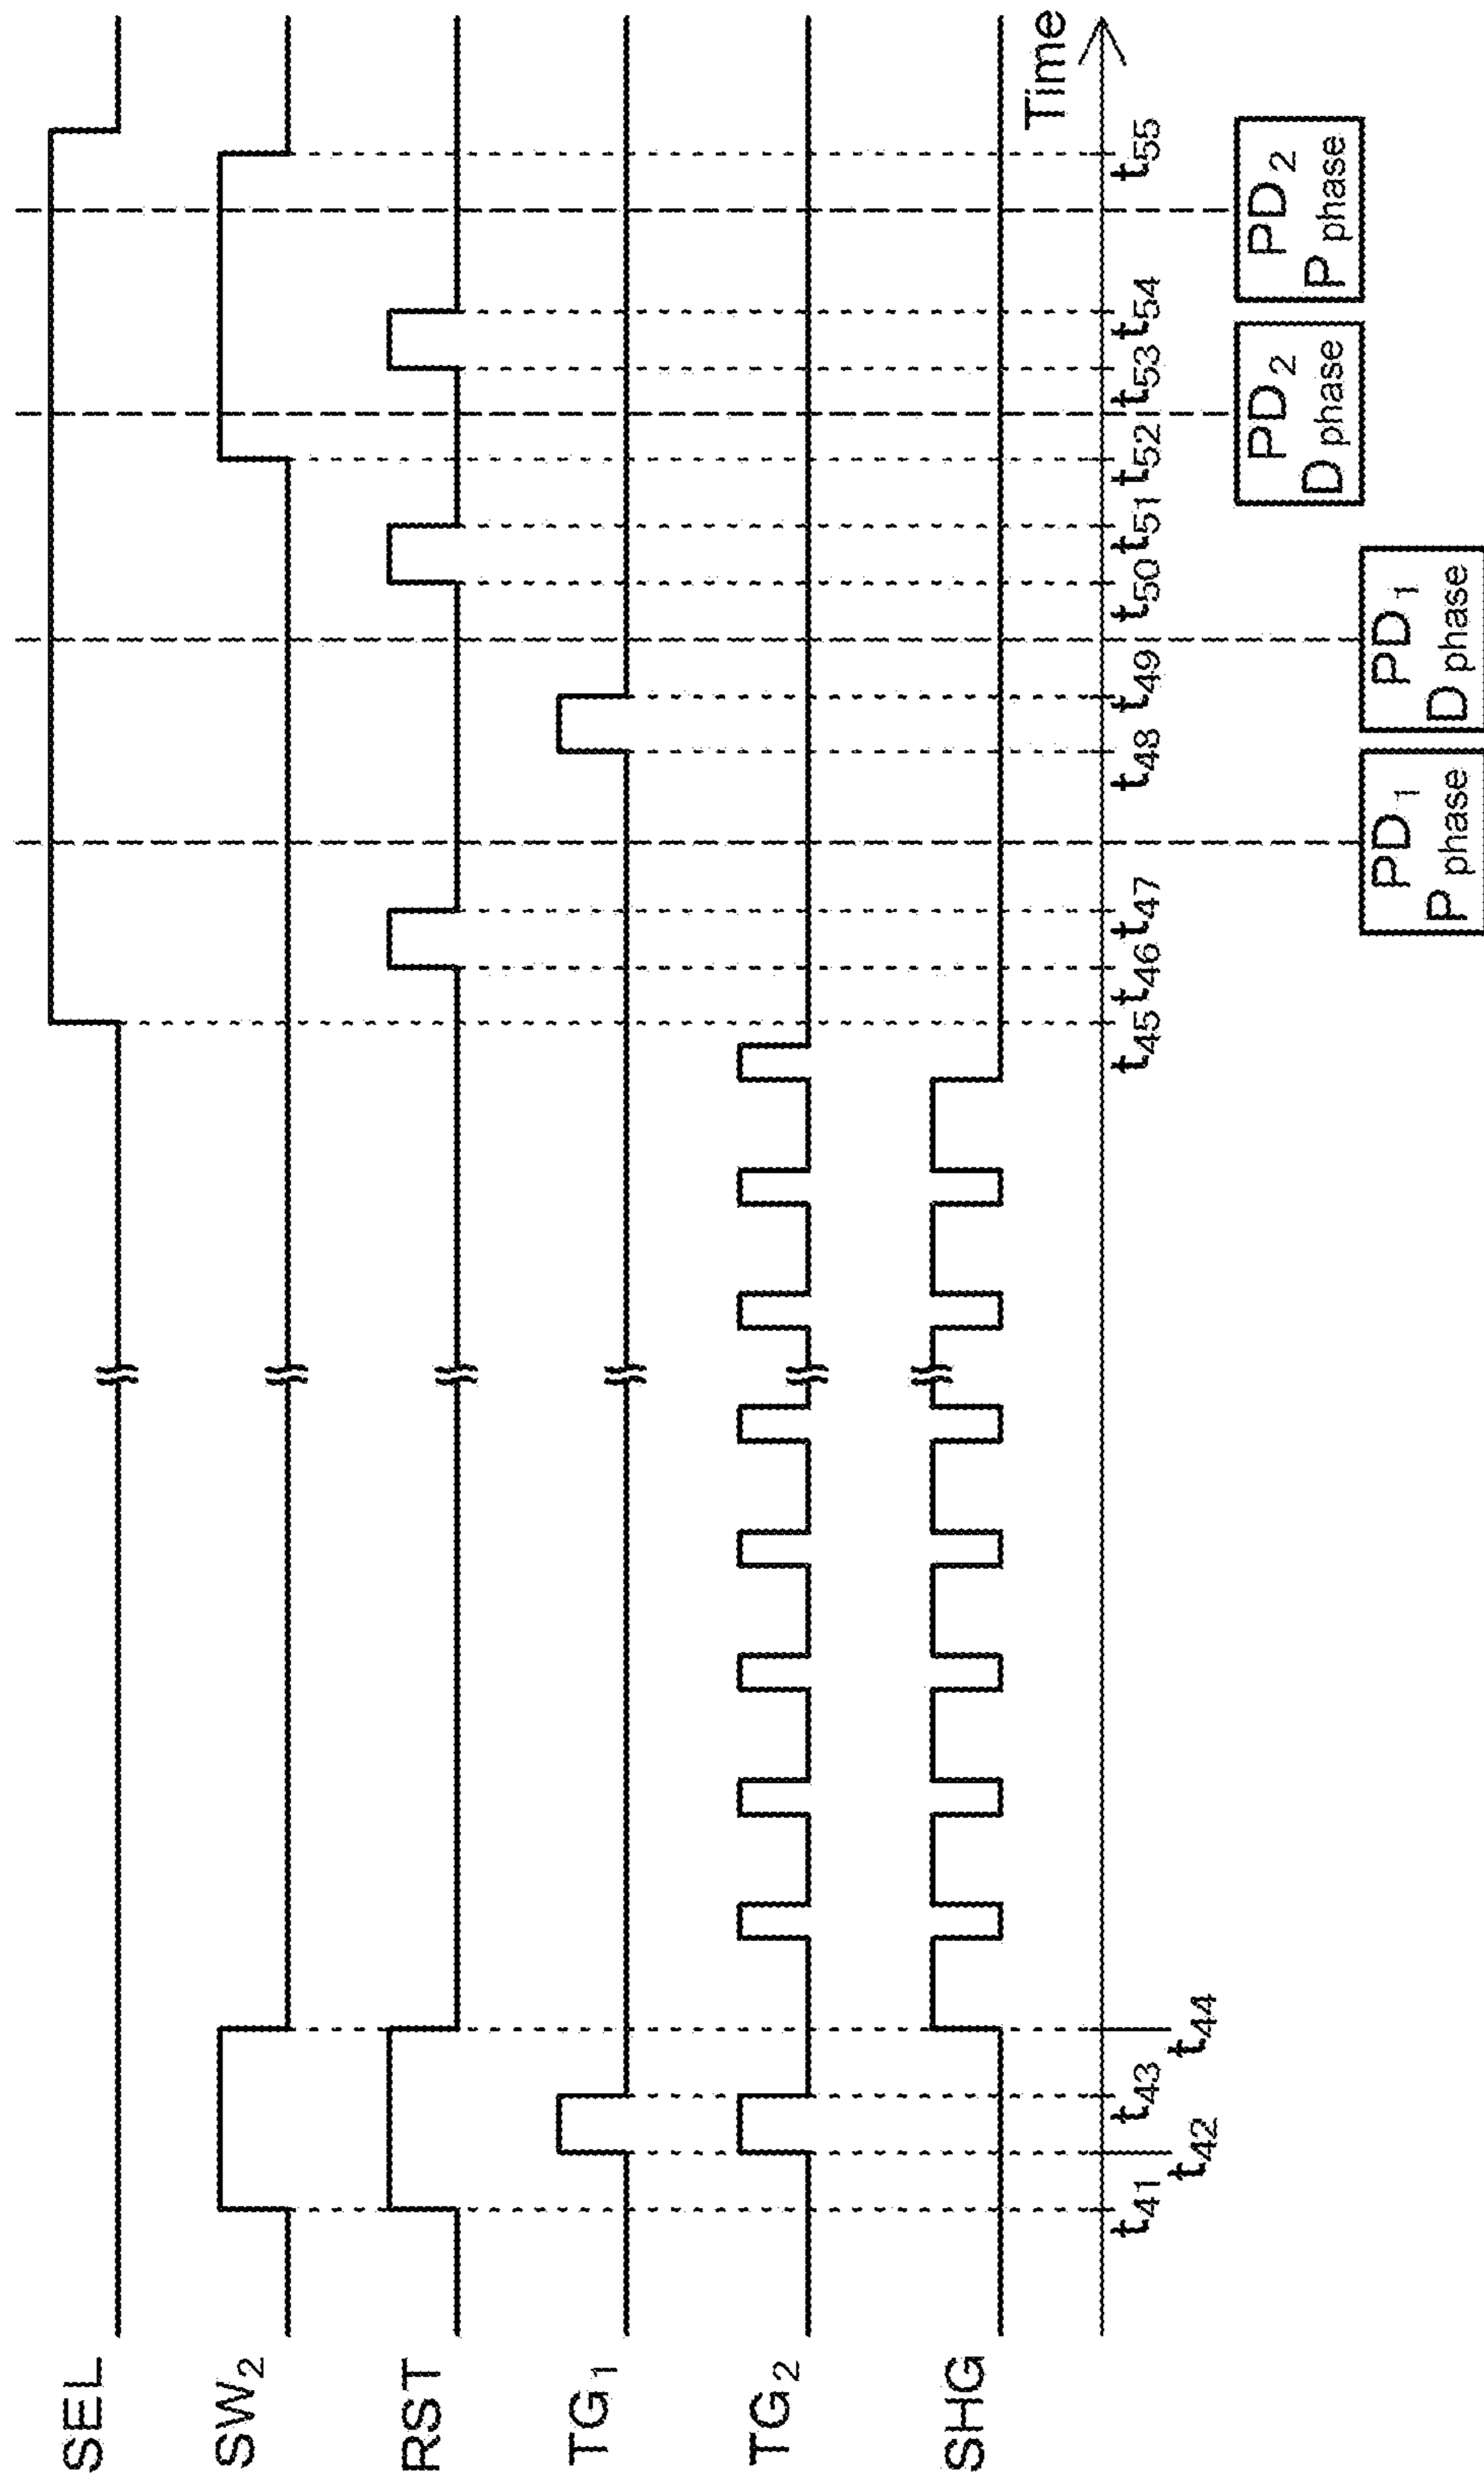 SEL
SW2
RST
TG1
TG2
SHG
Time
t41
t42
t43
t44
t45
t46
t47
t48
t49
t50
t51
t52
t53
t54
t55
PD1
P phase
PD1
D phase
PD2
D phase
PD2
P phase